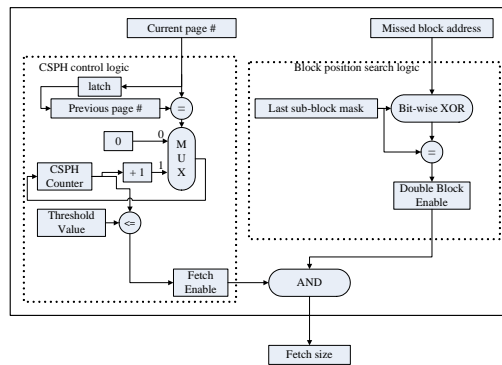 Current page #
Missed block address
CSPH control logic
Block position search logic
latch
Previous page #
=
Last sub-block mask
Bit-wise XOR
0
0
M
U
X
=
CSPH
Counter
+ 1
1
Double Block
Enable
Threshold
Value
<=
Fetch
Enable
AND
Fetch size